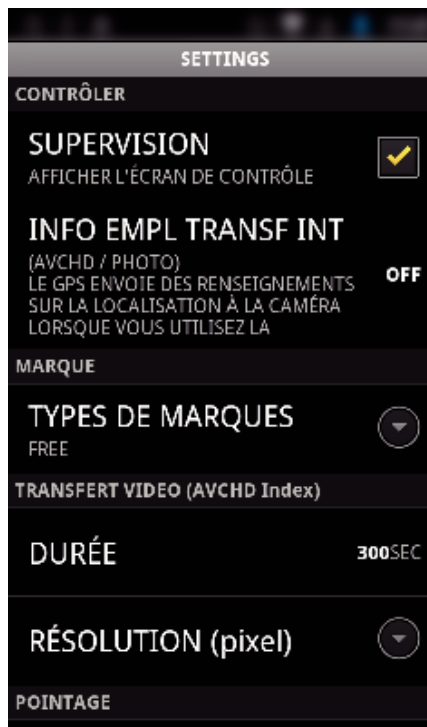 SETTINGS
CONTRÔLER
SUPERVISION
AFFICHER L'ÉCRAN DE CONTRÔLE
INFO EMPL TRANSF INT
(AVCHD / PHOTO)
LE GPS ENVOIE DES RENSEIGNEMENTS
SUR LA LOCALISATION À LA CAMÉRA
LORSQUE VOUS UTILISEZ LA
OFF
MARQUE
TYPES DE MARQUES
FREE
TRANSFERT VIDEO (AVCHD Index)
DURÉE
300SEC
RÉSOLUTION (pixel)
POINTAGE